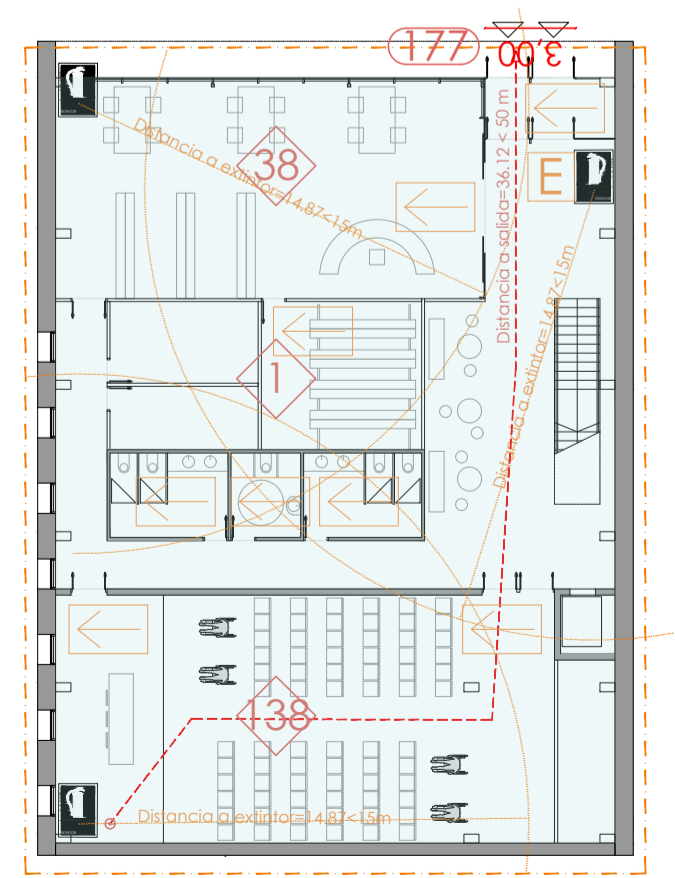 177
3,00
Distancia a extintor=14.87<15m
38
E
Distancia a salida=36.12 < 50 m
Distancia a extintor=14.87<15m
1
138
Distancia a extintor=14.87<15m